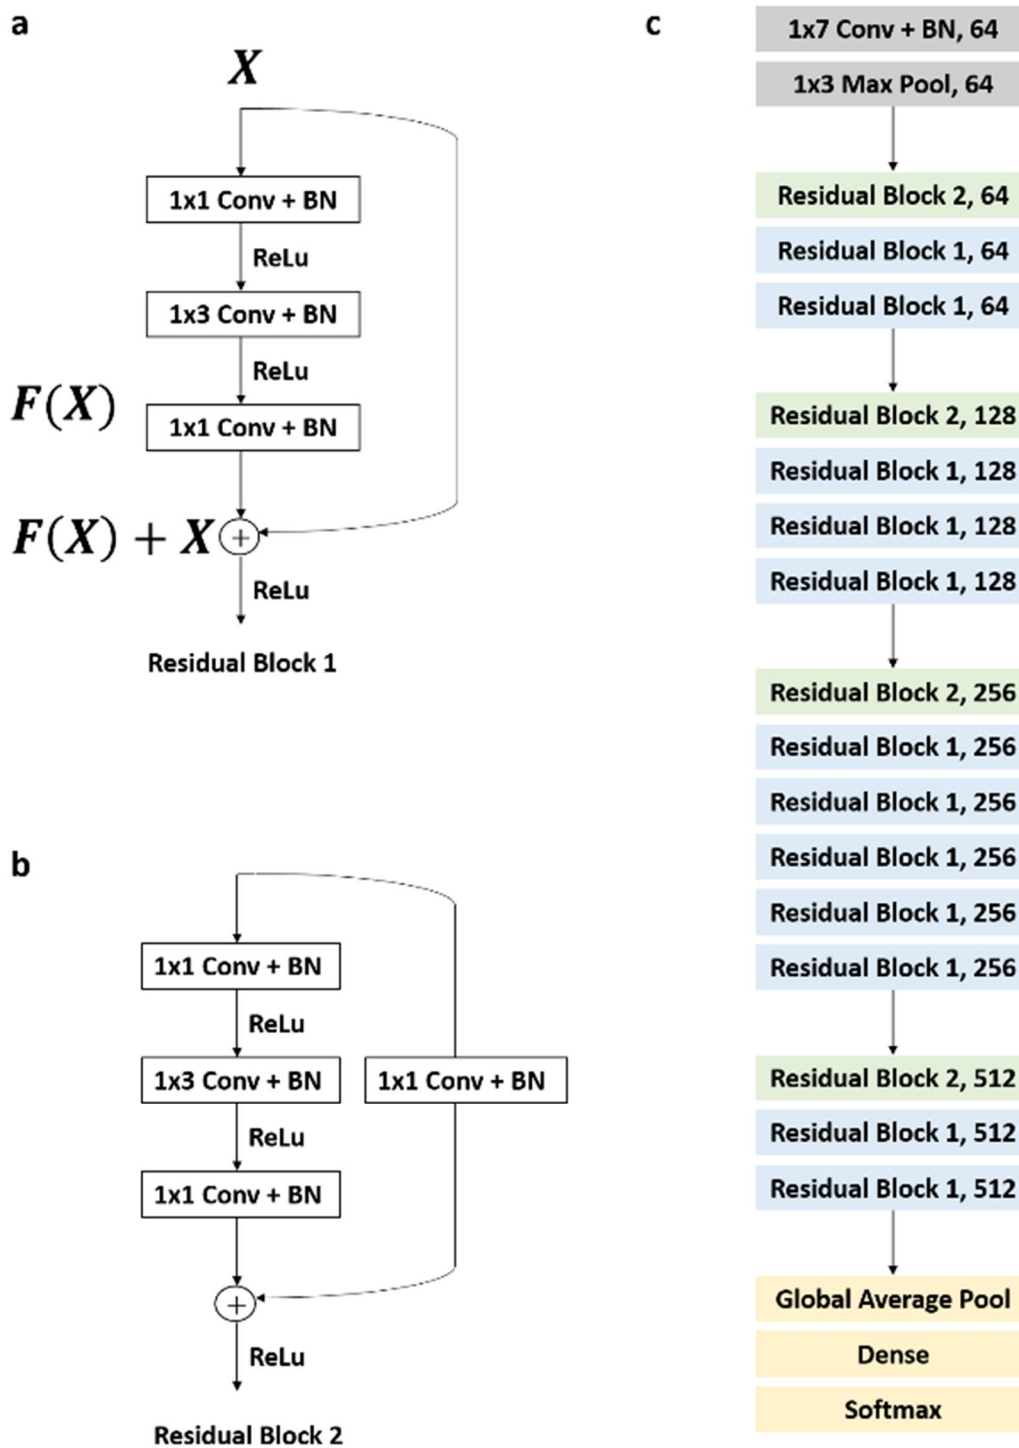 a
X
1x1 Conv + BN
ReLu
1x3 Conv + BN
ReLu
F(X)
1x1 Conv + BN
F(X) + X
+
ReLu
Residual Block 1
b
1x1 Conv + BN
ReLu
1x3 Conv + BN
1x1 Conv + BN
ReLu
1x1 Conv + BN
+
ReLu
Residual Block 2
c
1x7 Conv + BN, 64
1x3 Max Pool, 64
Residual Block 2, 64
Residual Block 1, 64
Residual Block 1, 64
Residual Block 2, 128
Residual Block 1, 128
Residual Block 1, 128
Residual Block 1, 128
Residual Block 2, 256
Residual Block 1, 256
Residual Block 1, 256
Residual Block 1, 256
Residual Block 1, 256
Residual Block 1, 256
Residual Block 2, 512
Residual Block 1, 512
Residual Block 1, 512
Global Average Pool
Dense
Softmax